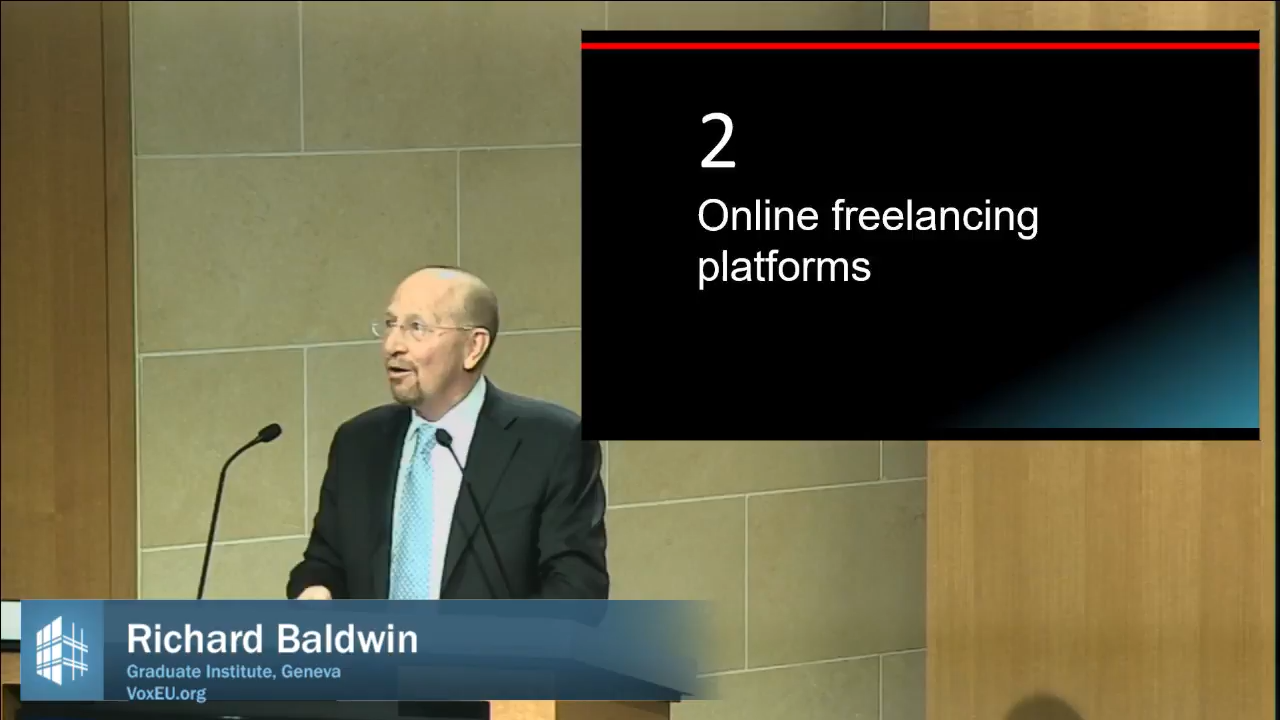 2
Online freelancing
platforms
Richard Baldwin
Graduate Institute, Geneva
VoxEU.org